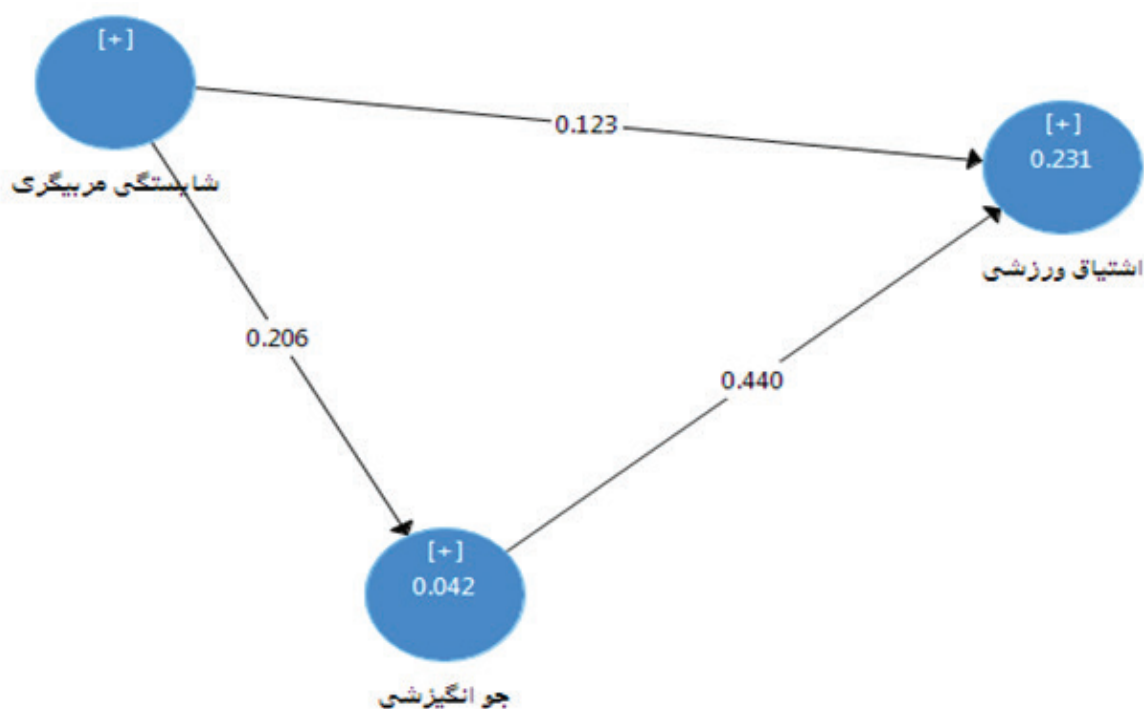 [+]
شایستگی مربیگری
0.123
[+]
0.231
اشتیاق ورزشی
0.206
0.440
[+]
0.042
جو انگیزشی